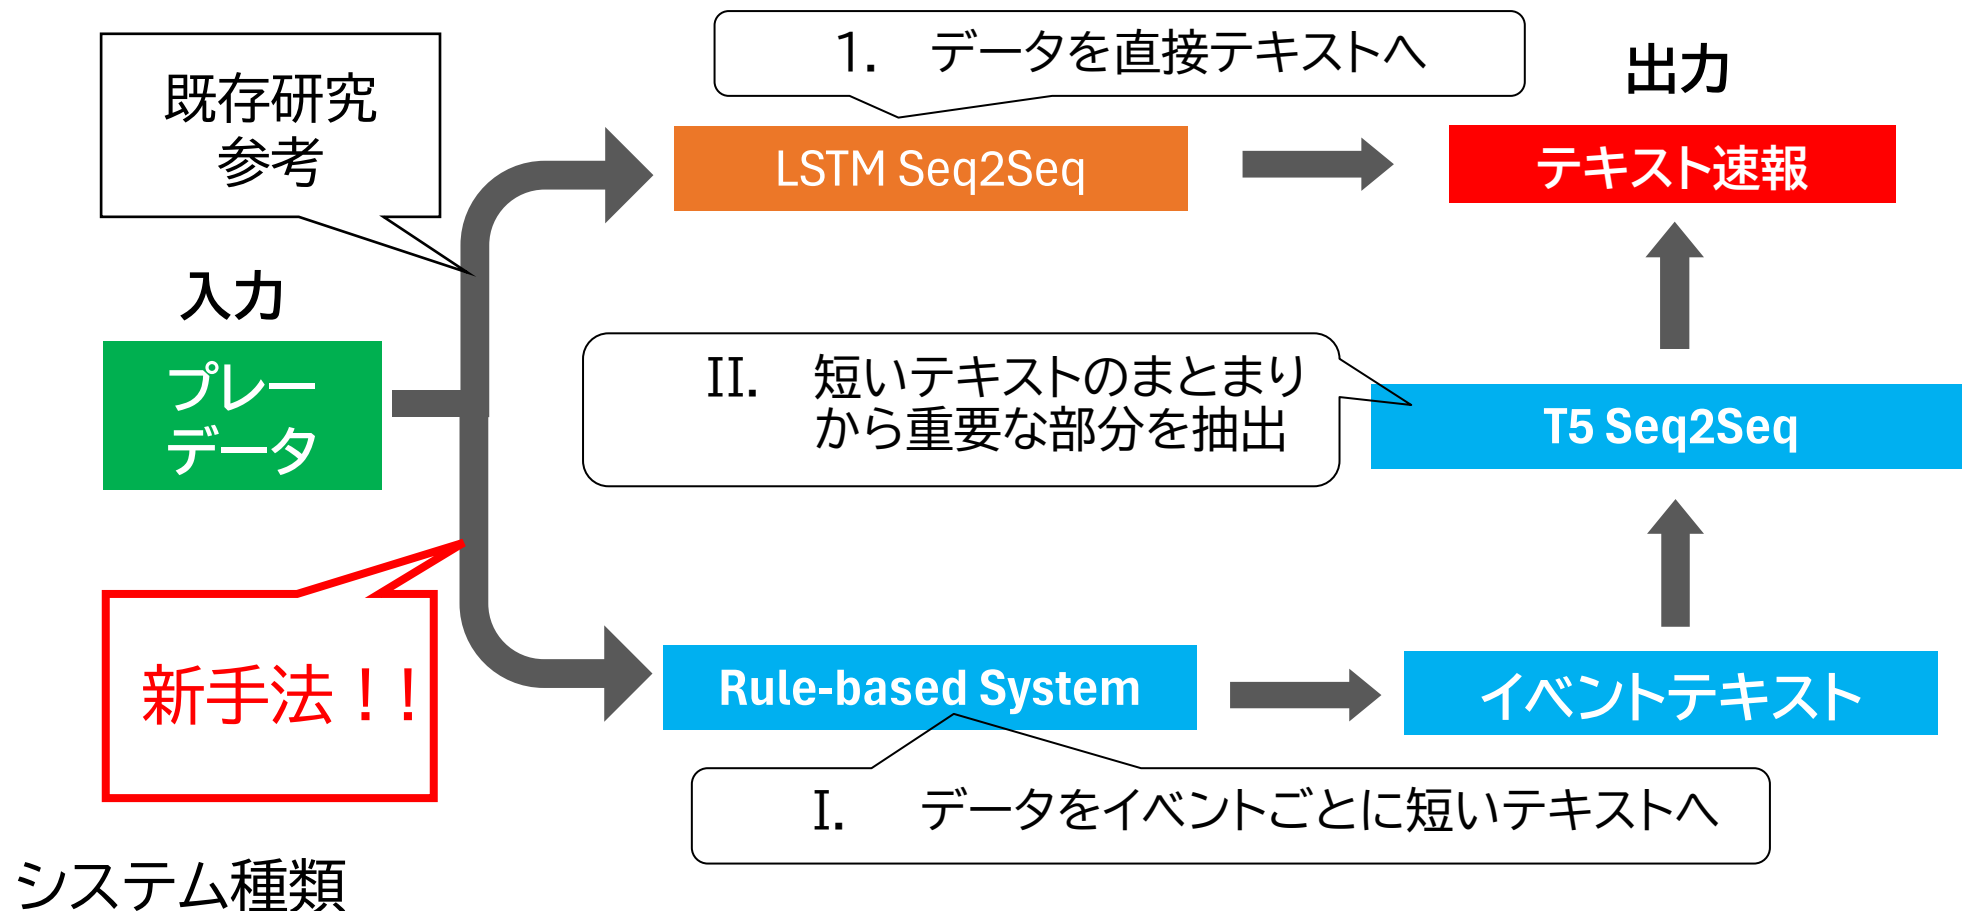 1. データを直接テキストへ
既存研究
参考
出力
LSTM Seq2Seq
テキスト速報
入力
プレー
データ
II. 短いテキストのまとまり
から重要な部分を抽出
T5 Seq2Seq
新手法！！
Rule-based System
イベントテキスト
I. データをイベントごとに短いテキストへ
システム種類